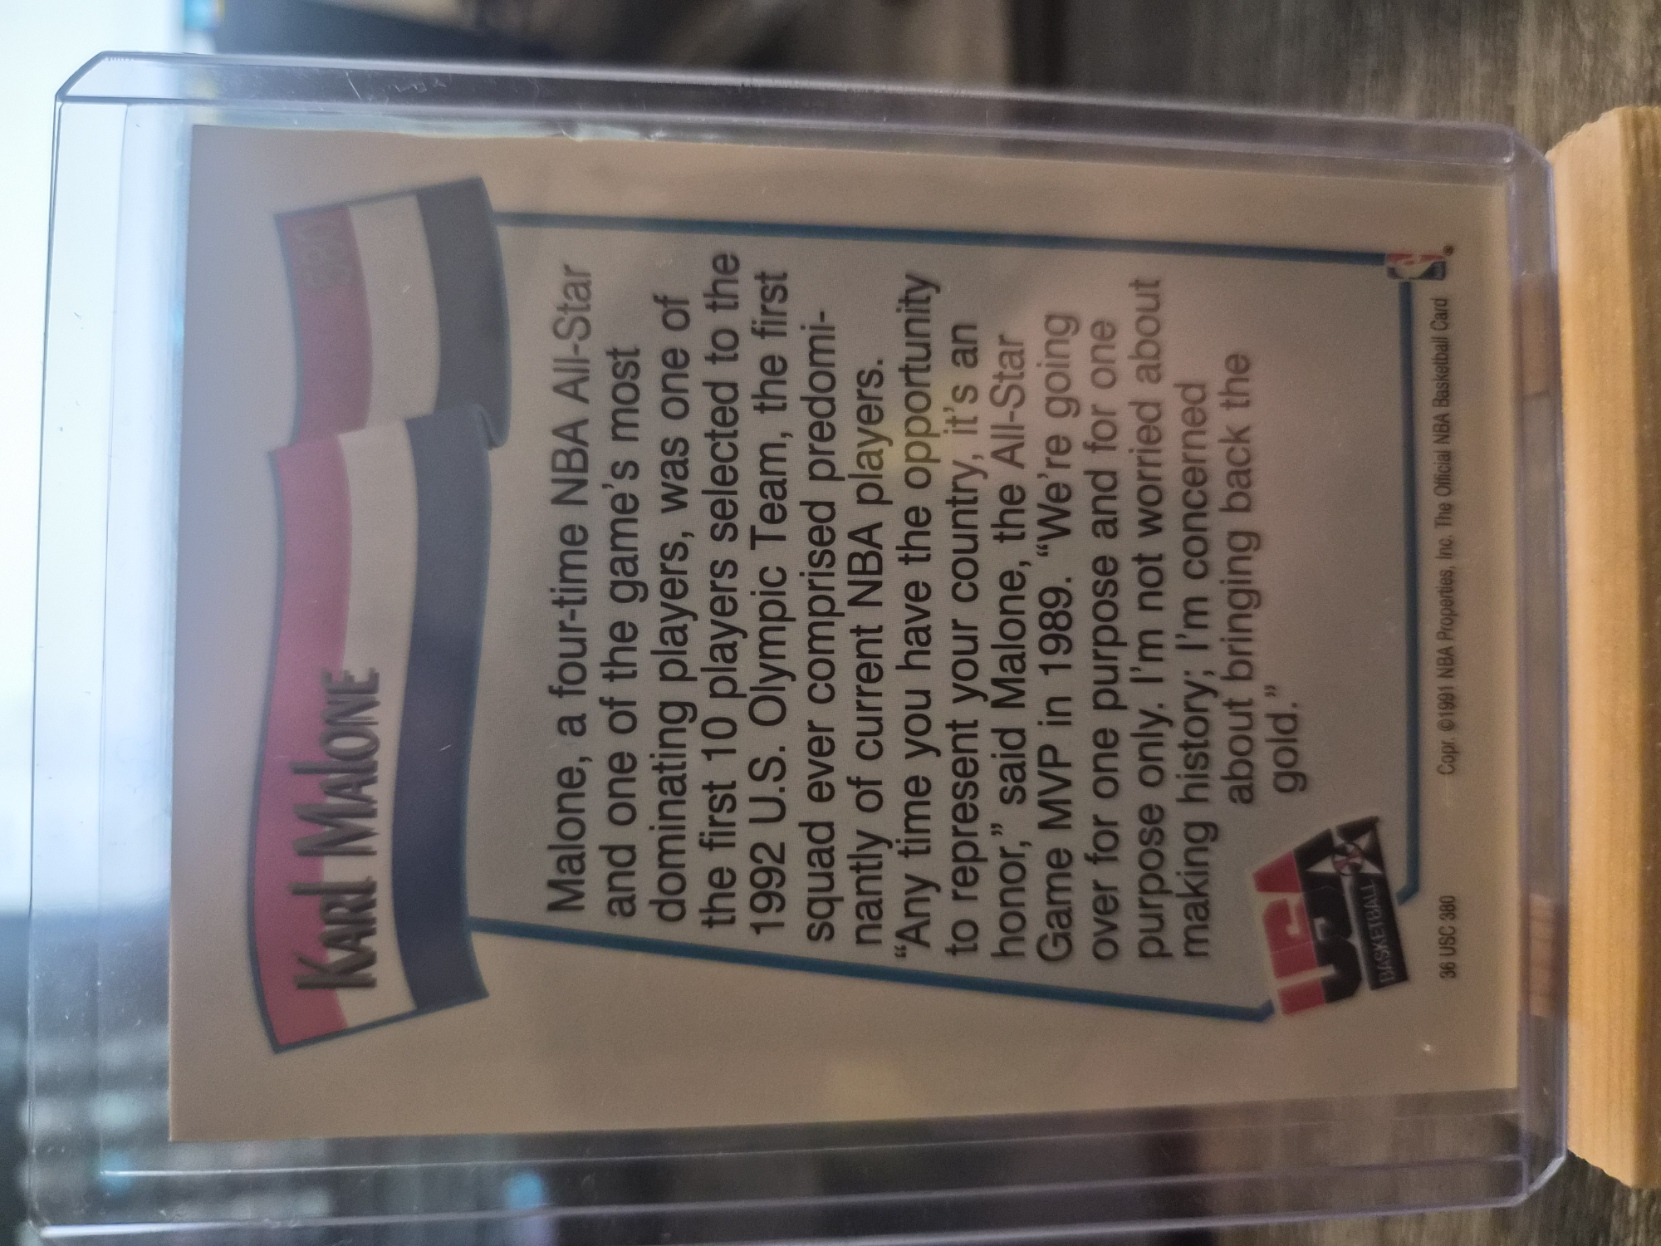 Karl Malone
Malone, a four-time NBA All-Star
and one of the game's most
dominating players, was one of
the first 10 players selected to the
1992 U.S. Olympic Team, the first
squad ever comprised predomi-
nantly of current NBA players.
“Any time you have the opportunity
to represent your country, it's an
honor,” said Malone, the All-Star
Game MVP in 1989. “We're going
over for one purpose and for one
purpose only. I'm not worried about
making history; I'm concerned
about bringing back the
gold.”
USA
BASKETBALL
36 USC 380
Copr. ©1991 NBA Properties, Inc. The Official NBA Basketball Card
®